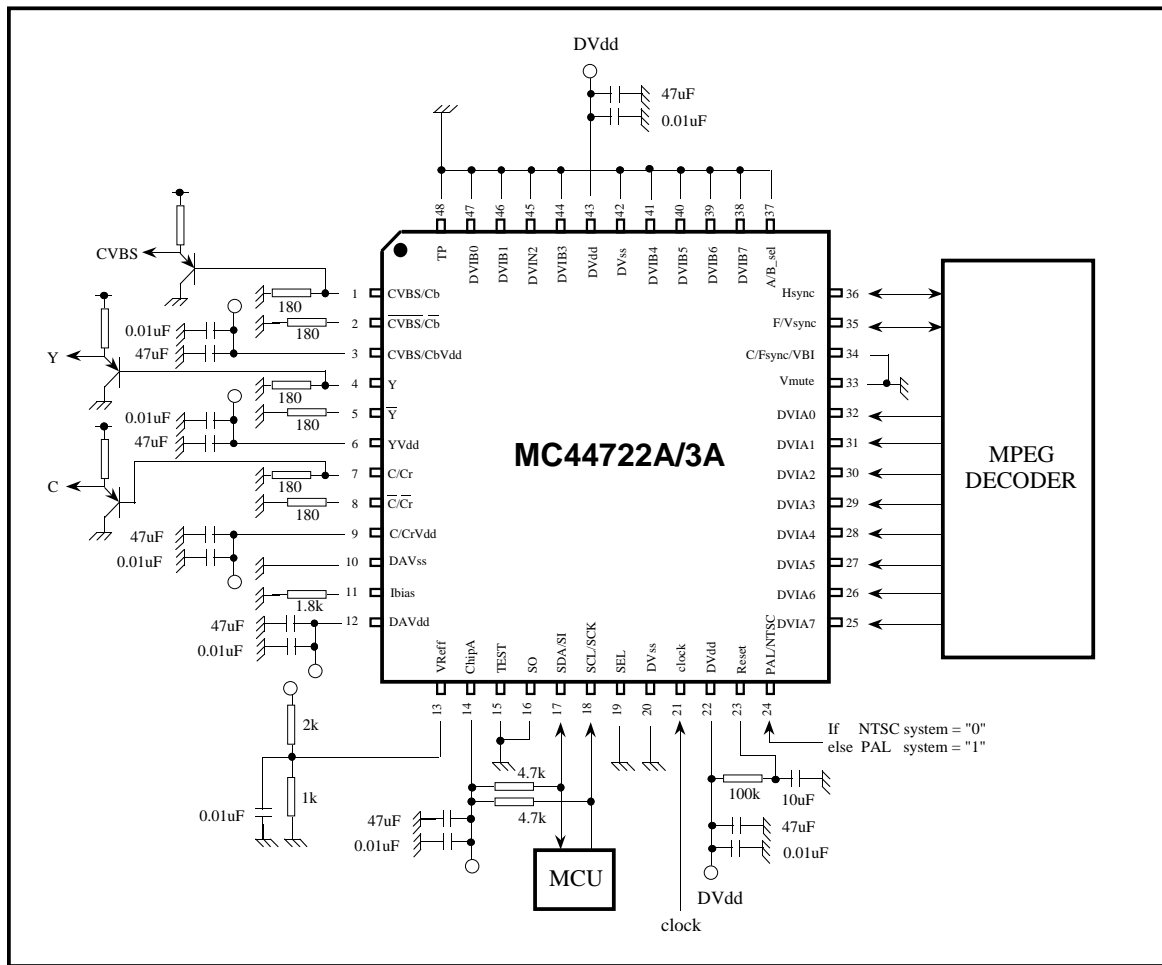 DVdd
47uF
0.01uF
48
47
46
45
44
43
42
41
40
39
38
37
TP
DVIB0
DVIB1
DVIN2
DVIB3
DVdd
DVss
DVIB4
DVIB5
DVIB6
DVIB7
A/B_sel
CVBS
180
1
CVBS/Cb
180
2
CVBS/Cb
0.01uF
47uF
3
CVBS/CbVdd
Y
180
4
Y
180
5
Y
0.01uF
47uF
6
YVdd
C
180
7
C/Cr
180
8
C/Cr
47uF
0.01uF
9
C/CrVdd
10
DAVss
1.8k
11
Ibias
47uF
0.01uF
12
DAVdd
MC44722A/3A
Hsync
36
F/Vsync
35
C/Fsync/VBI
34
Vmute
33
DVIA0
32
DVIA1
31
DVIA2
30
DVIA3
29
DVIA4
28
DVIA5
27
DVIA6
26
DVIA7
25
MPEG
DECODER
VReff
ChipA
TEST
SO
SDA/SI
SCL/SCK
SEL
DVss
clock
DVdd
Reset
PAL/NTSC
13
14
15
16
17
18
19
20
21
22
23
24
2k
1k
0.01uF
4.7k
4.7k
47uF
0.01uF
MCU
clock
100k
10uF
47uF
0.01uF
DVdd
If NTSC system = "0"
else PAL system = "1"